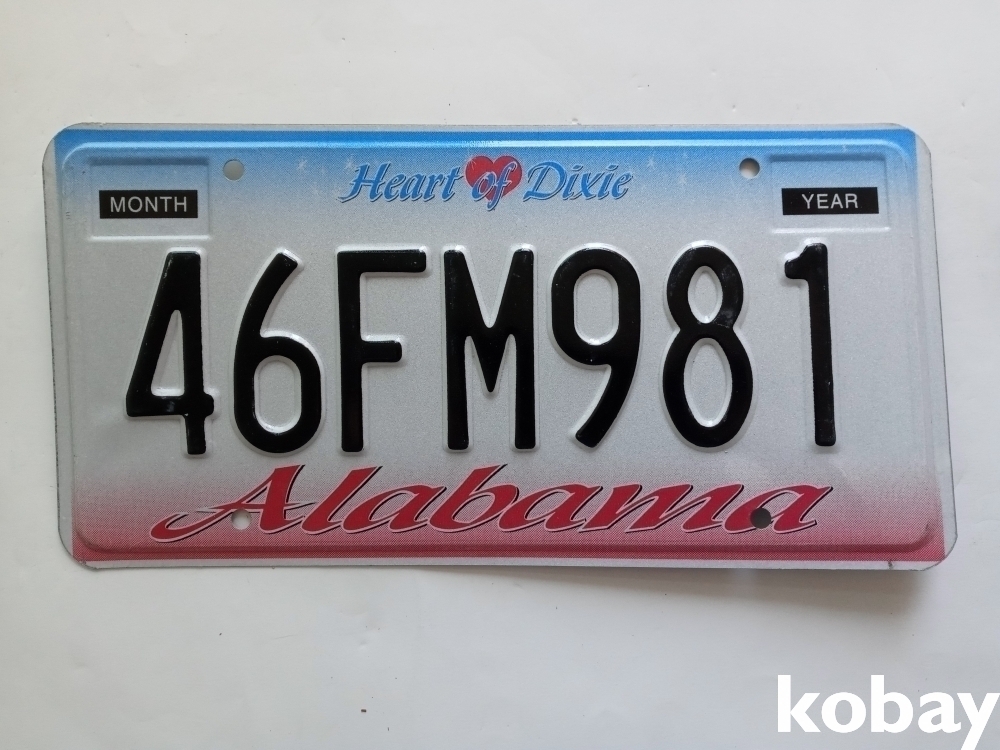 Heart of Dixie
MONTH
YEAR
46FM981
Alabama
kobay